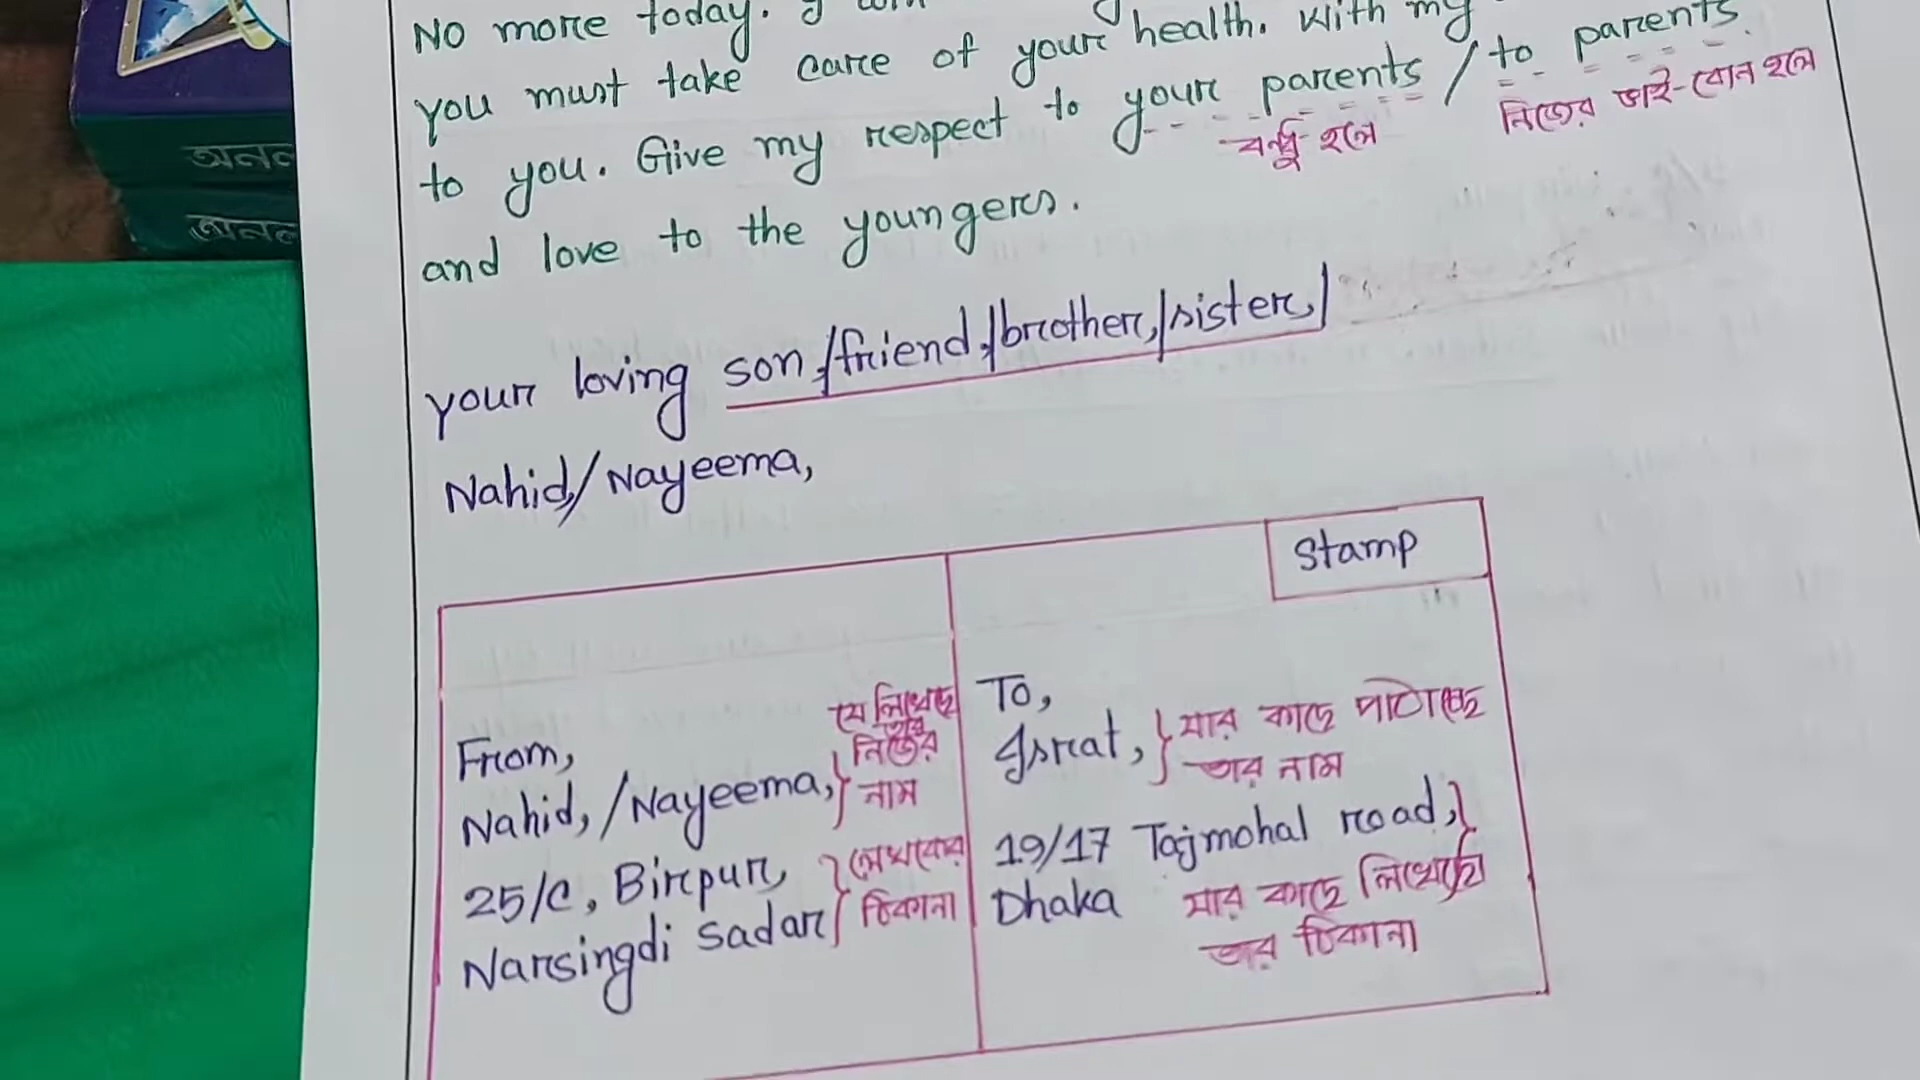 No more today. I
you must take care of your health. With my
to you. Give my respect to your parents / to parents
বন্ধু হলে
নিজের ভাই-বোন হলে
and love to the youngers.
your loving son,/friend,/brother,/sister,/
Nahid,/Nayeema,
Stamp
From,
Nahid,/Nayeema,
যে লিখেছে
তার
নিজের
নাম
25/C, Birpur,
Narsingdi sadar
লেখকের
ঠিকানা
To,
Israt,
যার কাছে পাঠাচ্ছে
তার নাম
19/17 Tajmohal road,
Dhaka
যার কাছে লিখেছে
তার ঠিকানা